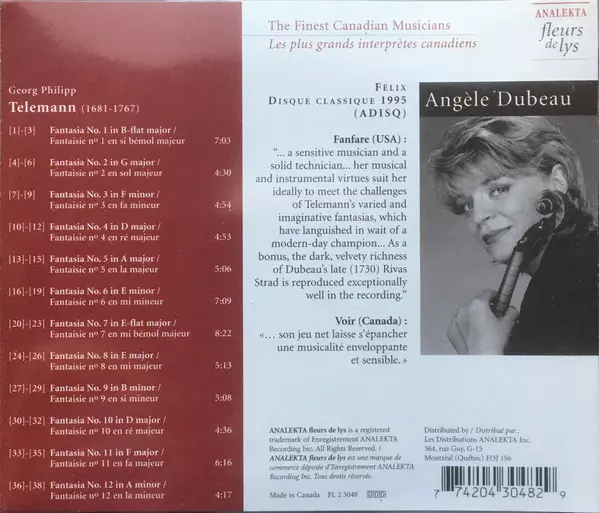 The Finest Canadian Musicians
Les plus grands interprètes canadiens
ANALEKTA
fleurs
de lys
Georg Philipp
Telemann (1681-1767)
[1]-[3] Fantasia No. 1 in B-flat major /
Fantaisie nº 1 en si bémol majeur 7:03
[4]-[6] Fantasia No. 2 in G major /
Fantaisie nº 2 en sol majeur 4:30
[7]-[9] Fantasia No. 3 in F minor /
Fantaisie nº 3 en fa mineur 4:54
[10]-[12] Fantasia No. 4 in D major /
Fantaisie nº 4 en ré majeur 4:53
[13]-[15] Fantasia No. 5 in A major /
Fantaisie nº 5 en la majeur 5:06
[16]-[19] Fantasia No. 6 in E minor /
Fantaisie nº 6 en mi mineur 7:09
[20]-[23] Fantasia No. 7 in E-flat major /
Fantaisie nº 7 en mi bémol majeur 8:22
[24]-[26] Fantasia No. 8 in E major /
Fantaisie nº 8 en mi majeur 5:13
[27]-[29] Fantasia No. 9 in B minor /
Fantaisie nº 9 en si mineur 5:08
[30]-[32] Fantasia No. 10 in D major /
Fantaisie nº 10 en ré majeur 4:36
[33]-[35] Fantasia No. 11 in F major /
Fantaisie nº 11 en fa majeur 6:16
[36]-[38] Fantasia No. 12 in A minor /
Fantaisie nº 12 en la mineur 4:17
FÉLIX
DISQUE CLASSIQUE 1995
(ADISQ)
Fanfare (USA) :
"... a sensitive musician and a
solid technician... her musical
and instrumental virtues suit her
ideally to meet the challenges
of Telemann's varied and
imaginative fantasias, which
have languished in wait of a
modern-day champion... As a
bonus, the dark, velvety richness
of Dubeau's late (1730) Rivas
Strad is reproduced exceptionally
well in the recording."
Voir (Canada) :
«... son jeu net laisse s'épancher
une musicalité enveloppante
et sensible.»
Angèle Dubeau
ANALEKTA fleurs de lys is a registered
trademark of Enregistrement ANALEKTA
Recording Inc. All Rights Reserved. /
ANALEKTA fleurs de lys est une marque de
commerce déposée d'Enregistrement ANALEKTA
Recording Inc. Tous droits réservés.
Made in Canada FL 2 3048 DDD
Distributed by / Distribué par :
Les Distributions ANALEKTA Inc.
364, rue Guy, G-15
Montréal (Québec) H3J 1S6
7 74204 30482 9